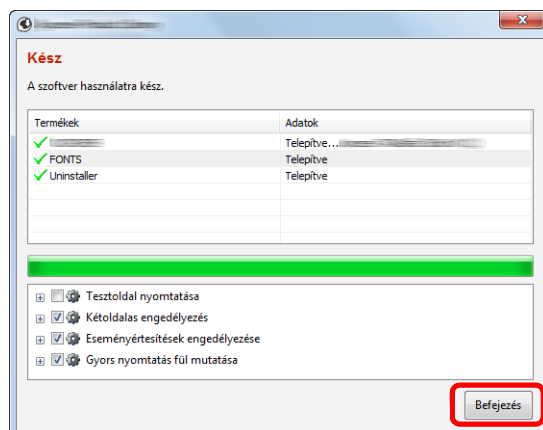 Kész
A szoftver használatra kész.
Termékek Adatok
Telepítve...
FONTS Telepítve
Uninstaller Telepítve
Tesztoldal nyomtatása
Kétoldalas engedélyezés
Eseményértesítések engedélyezése
Gyors nyomtatás fül mutatása
Befejezés